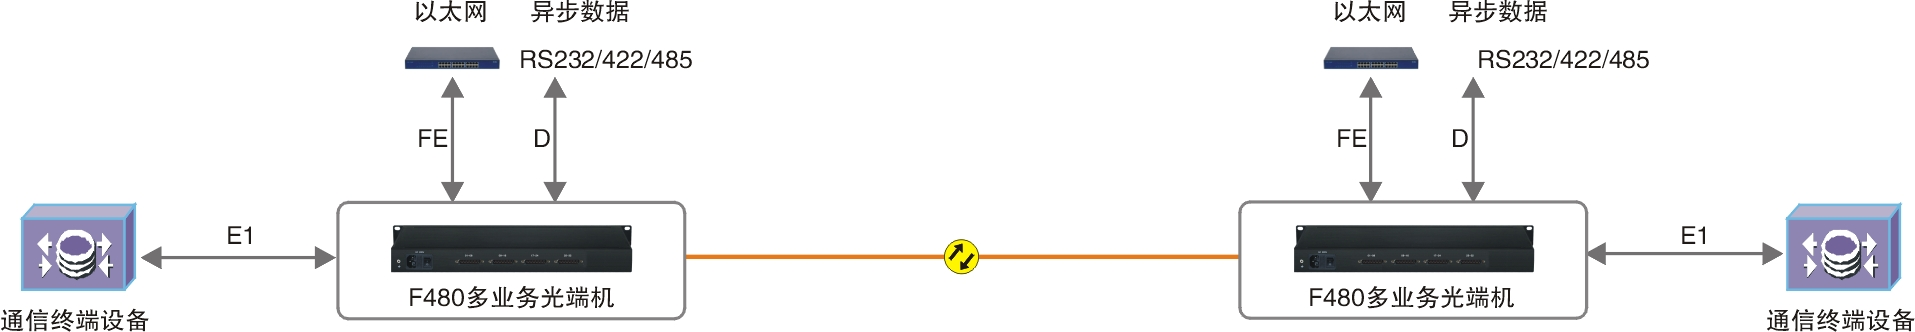 以太网 异步数据 以太网 异步数据
RS232/422/485 RS232/422/485
FE D FE D
E1 E1
F480多业务光端机 F480多业务光端机
通信终端设备 通信终端设备